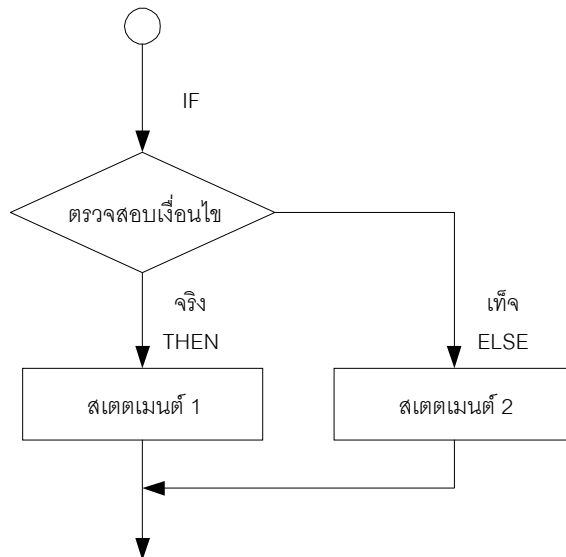 IF
ตรวจสอบเงื่อนไข
จริง
THEN
เท็จ
ELSE
สเตตเมนต์ 1
สเตตเมนต์ 2